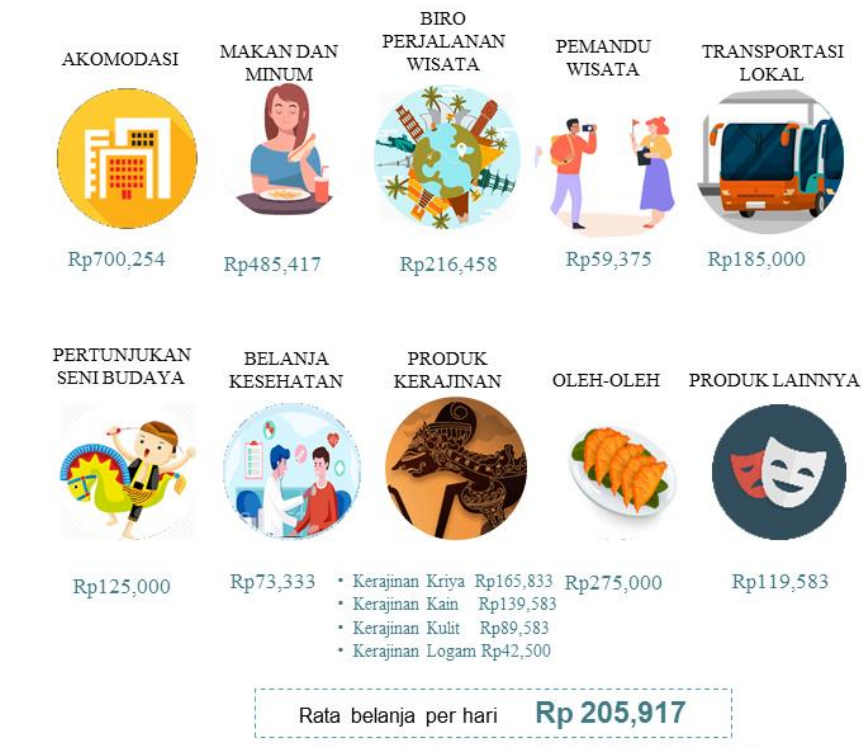 AKOMODASI
MAKAN DAN
MINUM
BIRO
PERJALANAN
WISATA
PEMANDU
WISATA
TRANSPORTASI
LOKAL
Rp700,254
Rp485,417
Rp216,458
Rp59,375
Rp185,000
PERTUNJUKAN
SENI BUDAYA
BELANJA
KESEHATAN
PRODUK
KERAJINAN
OLEH-OLEH
PRODUK LAINNYA
Rp125,000
Rp73,333
• Kerajinan Kriya Rp165,833
• Kerajinan Kain Rp139,583
• Kerajinan Kulit Rp89,583
• Kerajinan Logam Rp42,500
Rp275,000
Rp119,583
Rata belanja per hari Rp 205,917